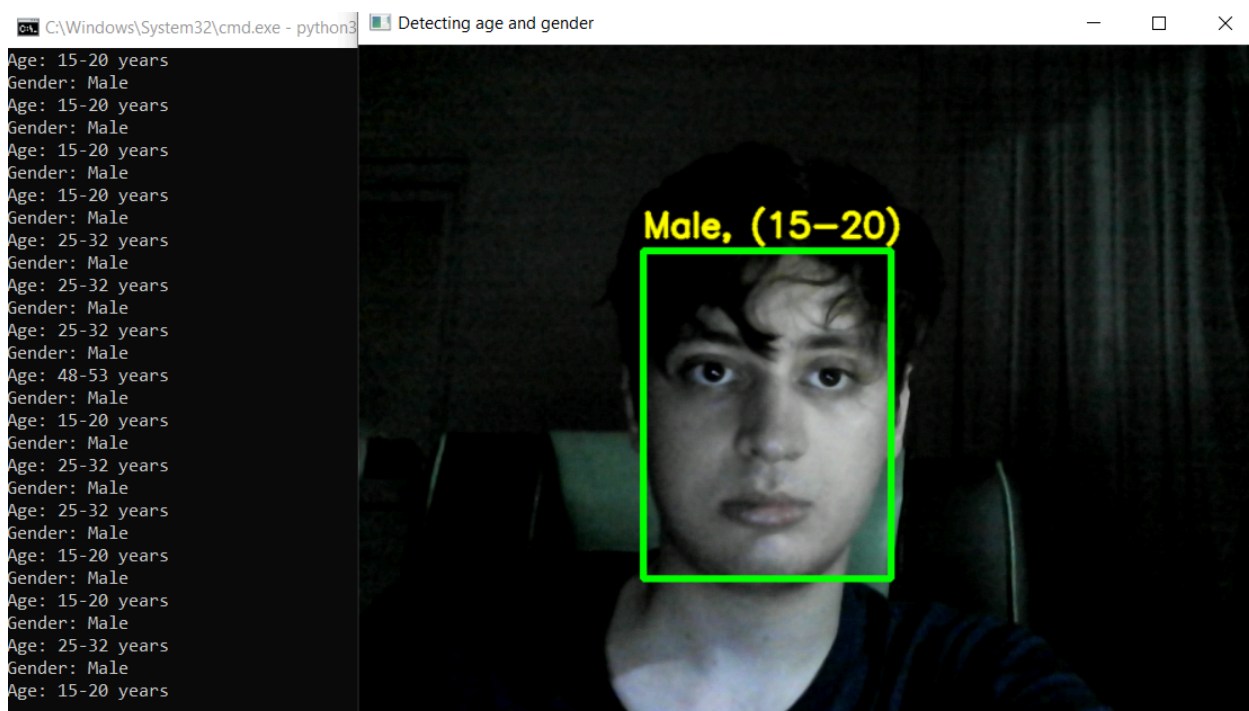 C:\Windows\System32\cmd.exe - python3
Detecting age and gender
Age: 15-20 years
Gender: Male
Age: 15-20 years
Gender: Male
Age: 15-20 years
Gender: Male
Age: 15-20 years
Gender: Male
Age: 25-32 years
Gender: Male
Age: 25-32 years
Gender: Male
Age: 25-32 years
Gender: Male
Age: 48-53 years
Gender: Male
Age: 15-20 years
Gender: Male
Age: 25-32 years
Gender: Male
Age: 25-32 years
Gender: Male
Age: 15-20 years
Gender: Male
Age: 15-20 years
Gender: Male
Age: 25-32 years
Gender: Male
Age: 15-20 years
Male, (15-20)